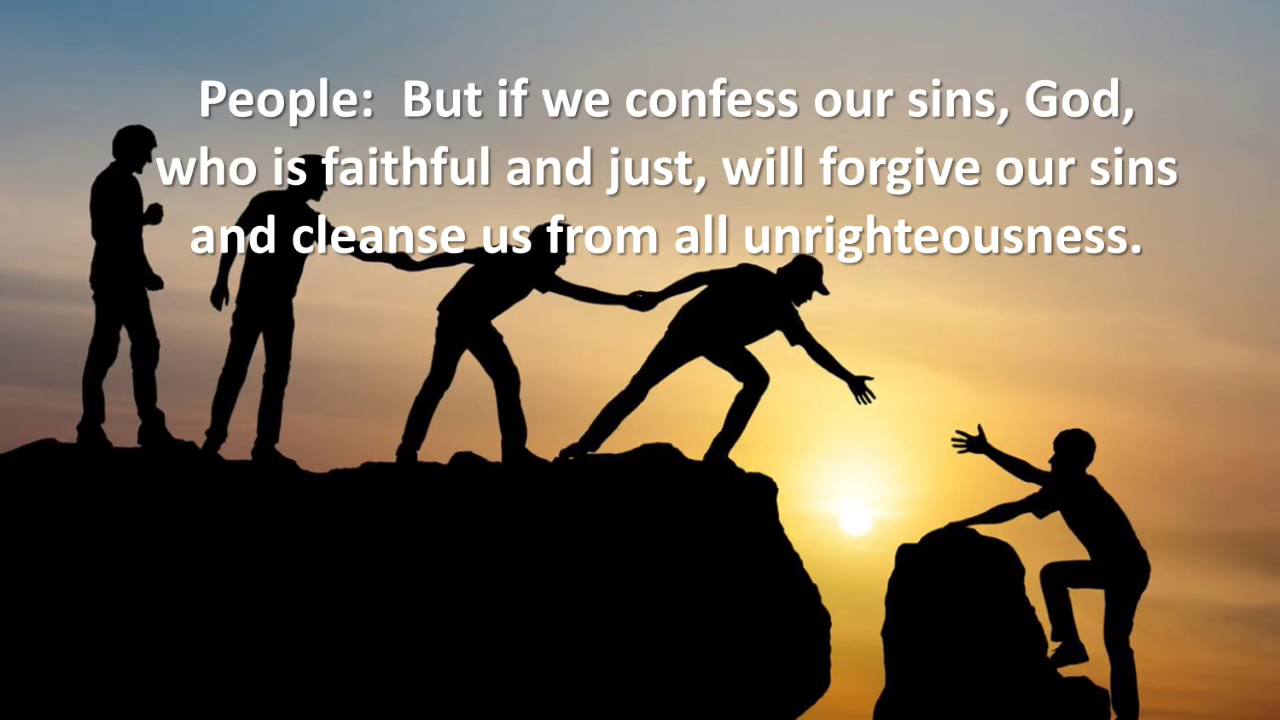 People:  But if we confess our sins, God,
who is faithful and just, will forgive our sins
and cleanse us from all unrighteousness.